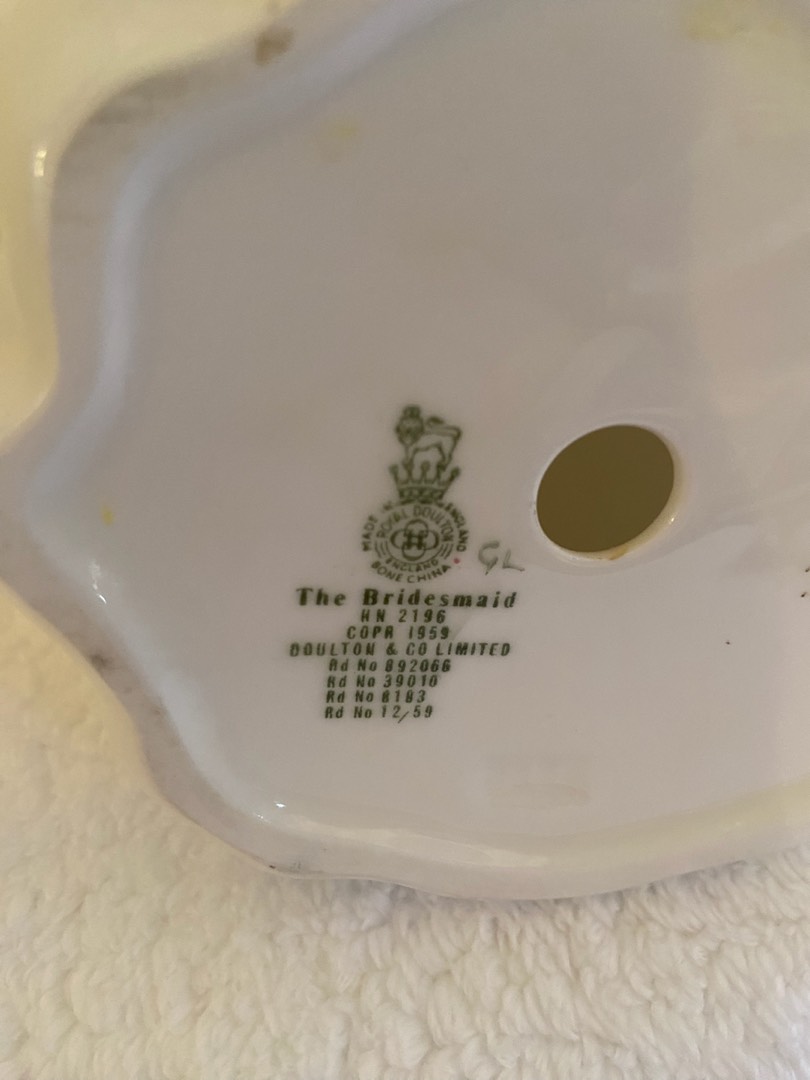 MADE IN ENGLAND
ROYAL DOULTON
ENGLAND
BONE CHINA
GL
The Bridesmaid
HN 2196
COPR 1959
DOULTON & CO LIMITED
Rd No 892066
Rd No 39010
Rd No 8183
Rd No 12/59